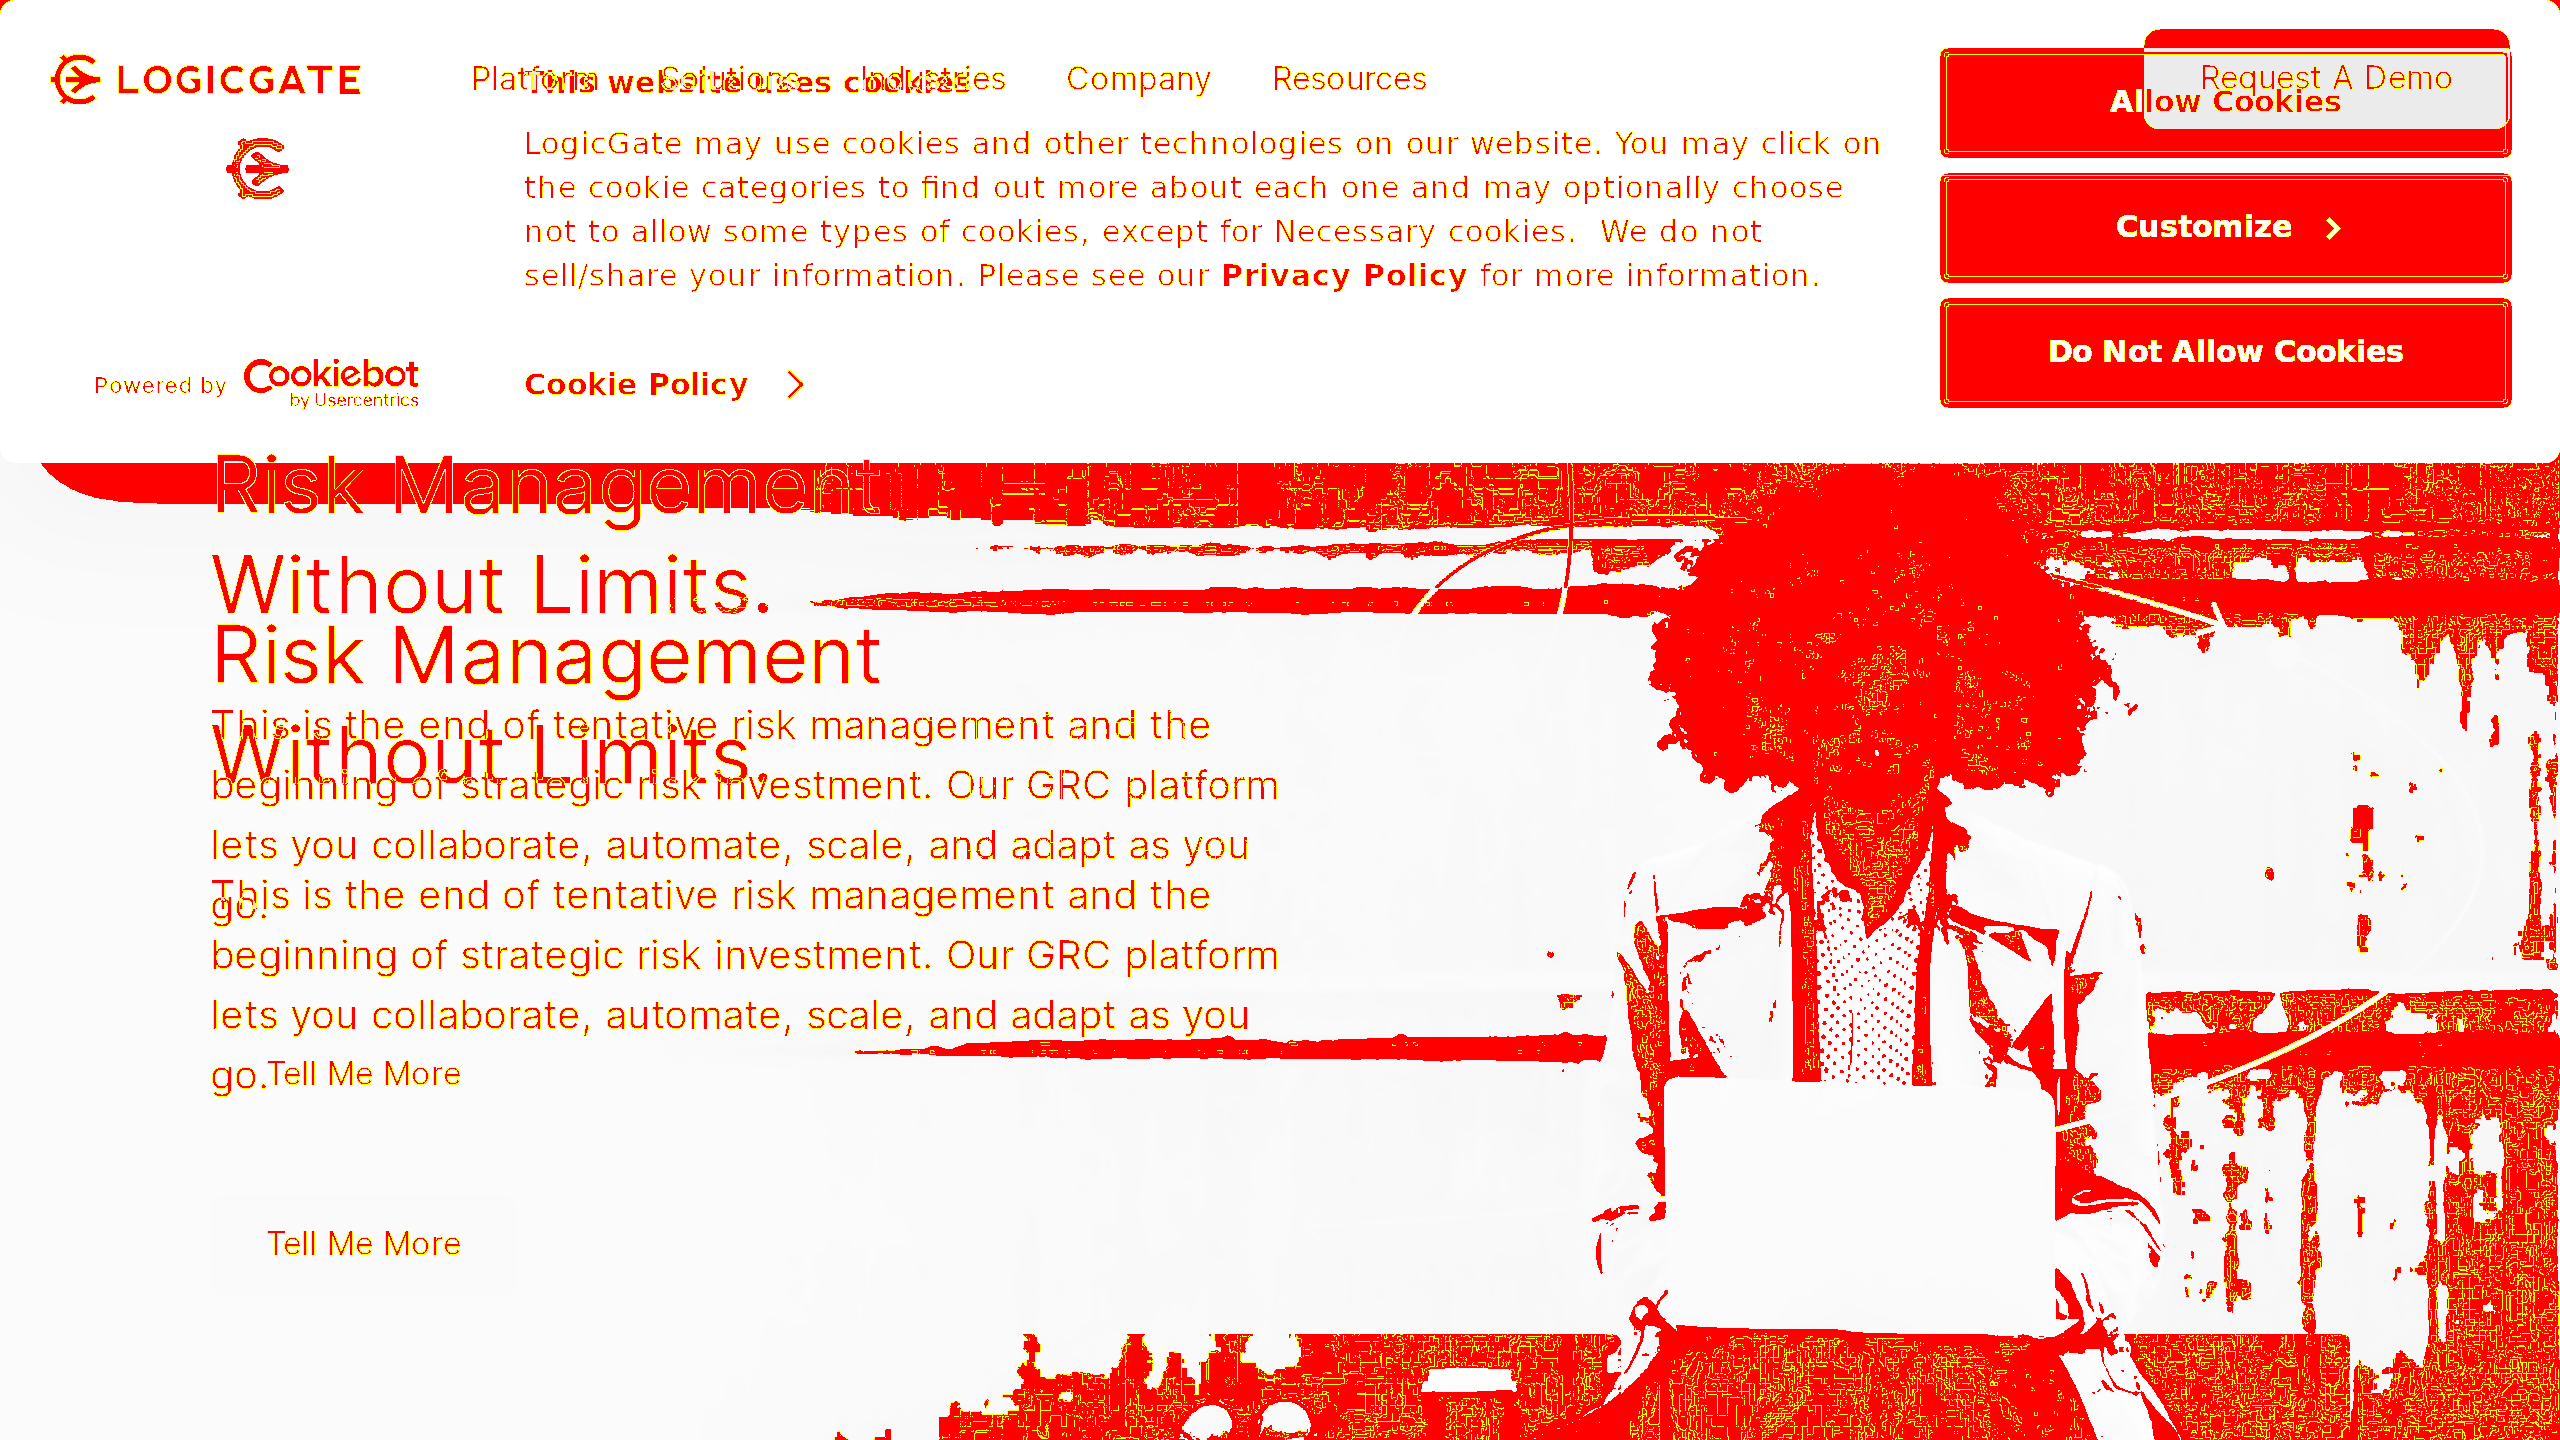 LOGICGATE
Platform Solutions Industries Company Resources
Request A Demo
This website uses cookies
LogicGate may use cookies and other technologies on our website. You may click on
the cookie categories to find out more about each one and may optionally choose
not to allow some types of cookies, except for Necessary cookies. We do not
sell/share your information. Please see our Privacy Policy for more information.
Allow Cookies
Customize
Do Not Allow Cookies
Powered by Cookiebot
by Usercentrics
Cookie Policy
Risk Management
Without Limits.
Risk Management
Without Limits.
This is the end of tentative risk management and the
beginning of strategic risk investment. Our GRC platform
lets you collaborate, automate, scale, and adapt as you
go.
This is the end of tentative risk management and the
beginning of strategic risk investment. Our GRC platform
lets you collaborate, automate, scale, and adapt as you
go.
Tell Me More
Tell Me More